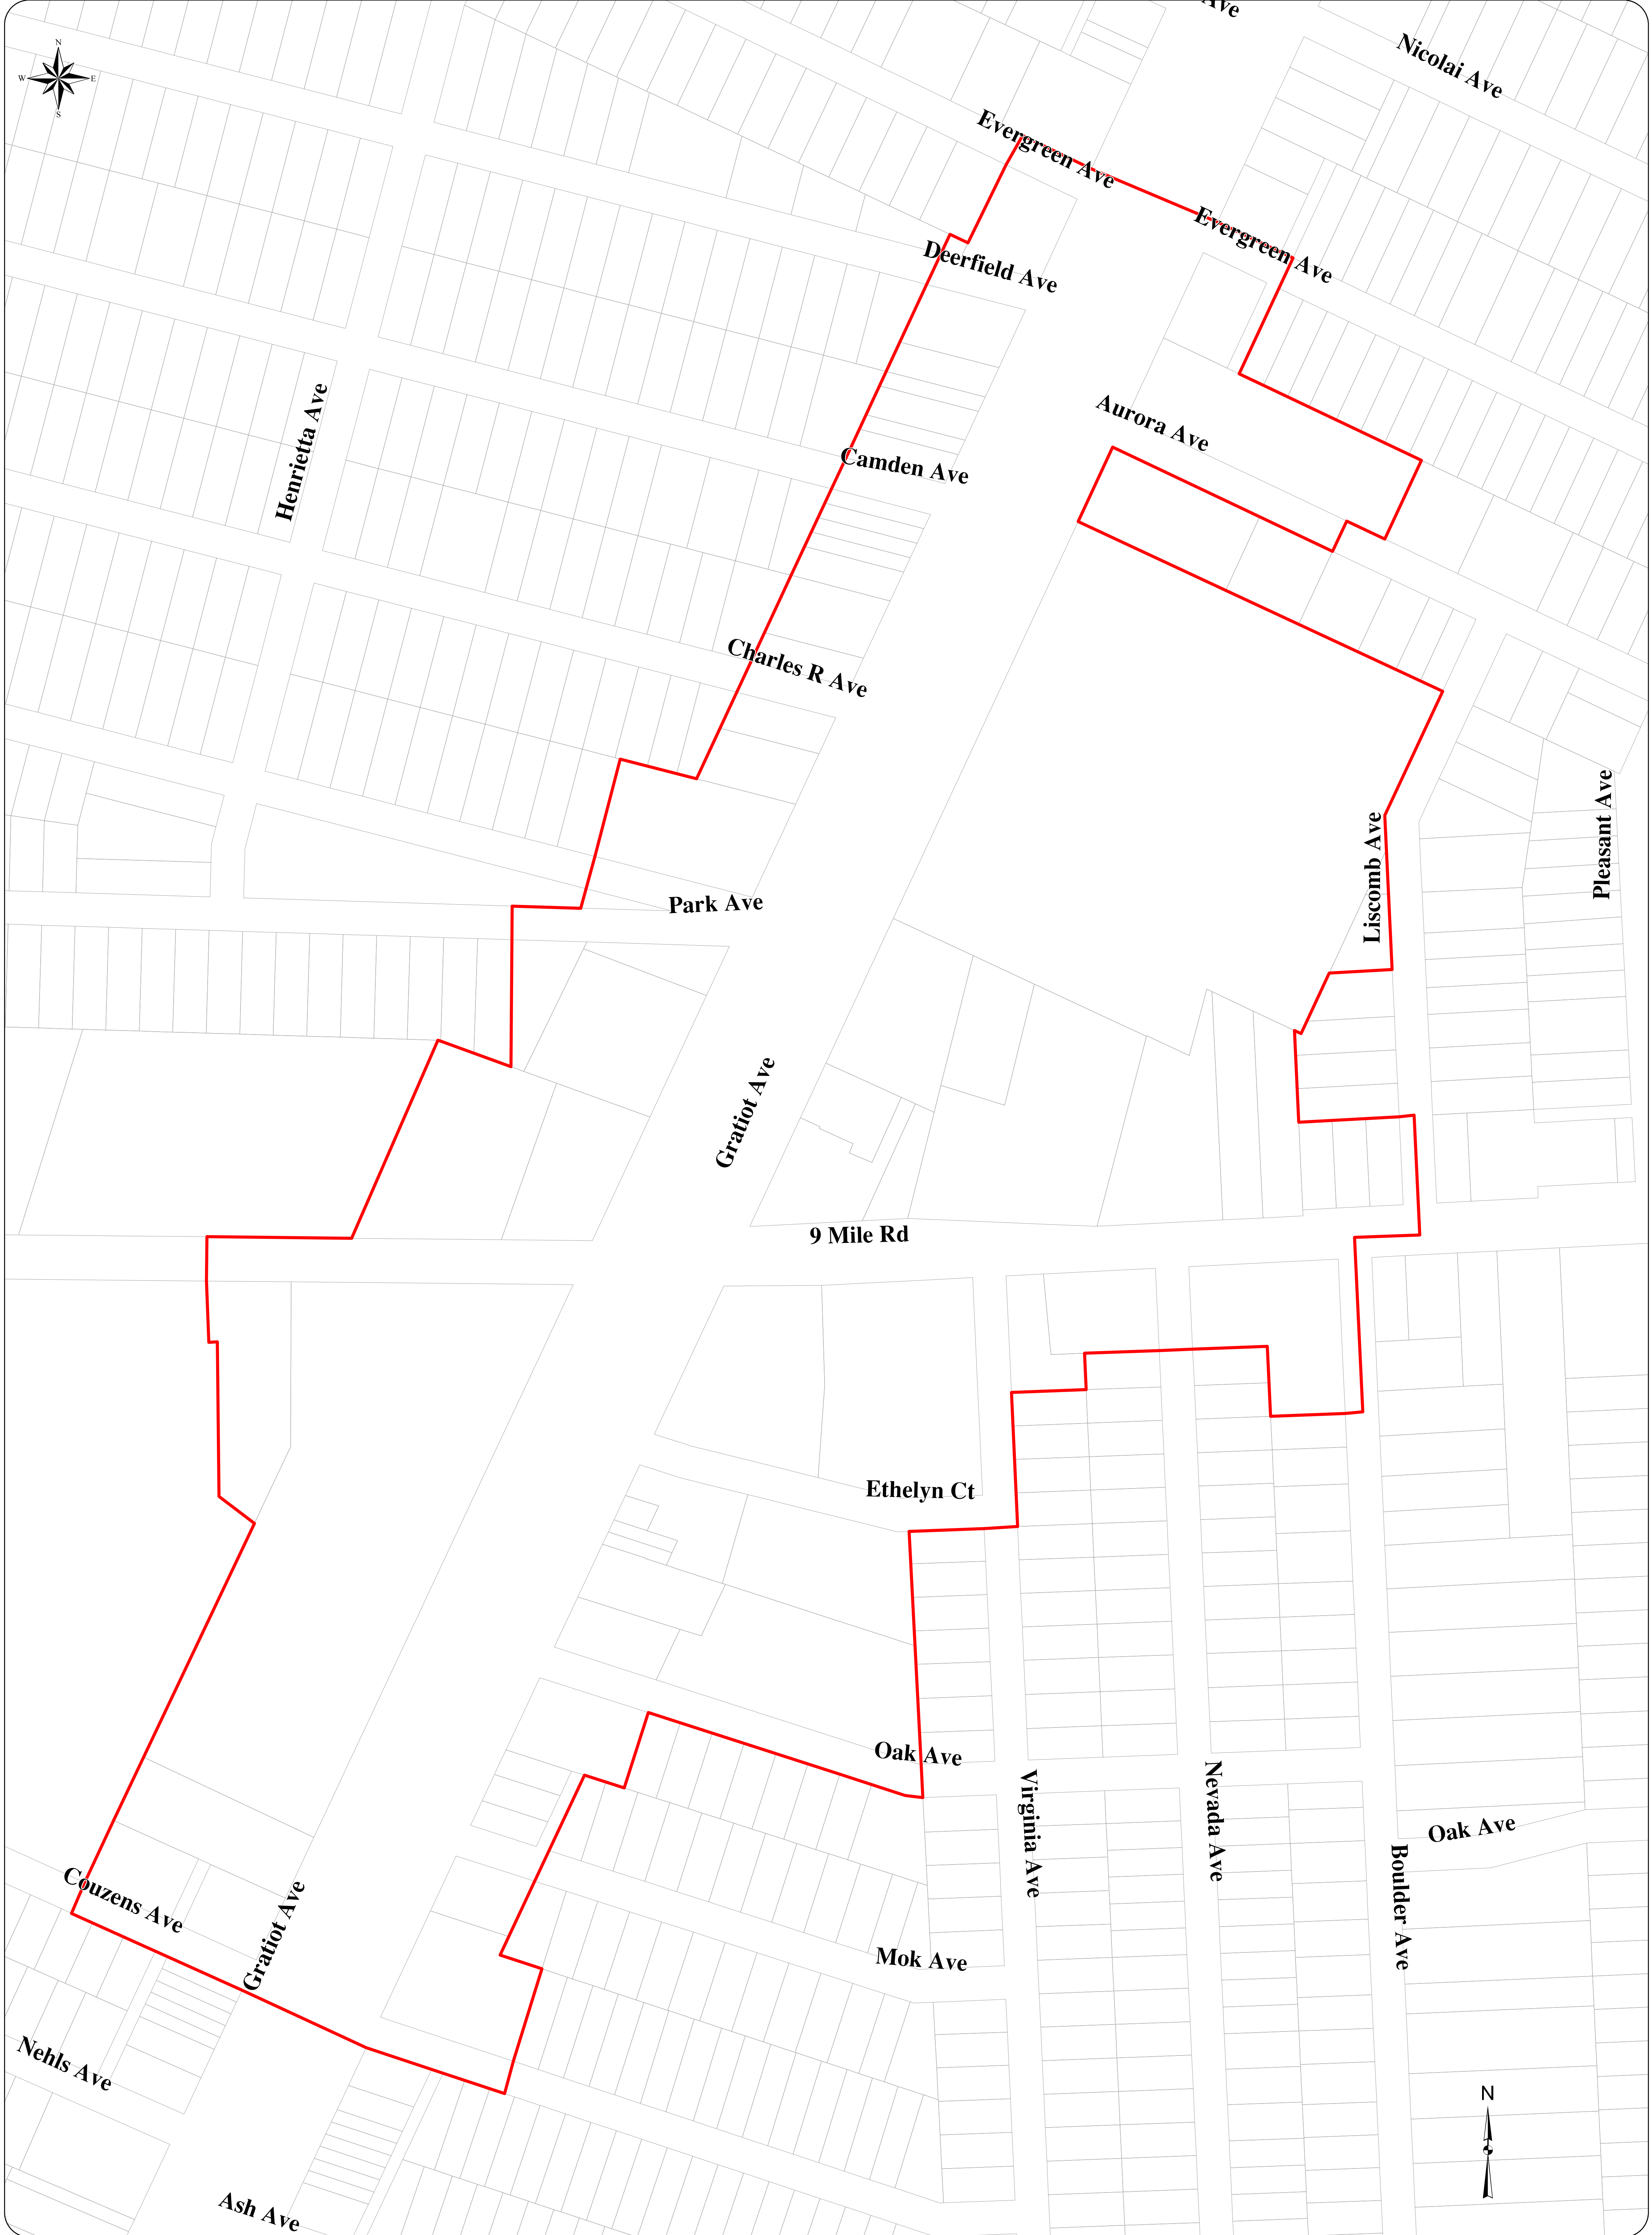 Ave
Nicolai Ave
N
W E
S
Evergreen Ave
Evergreen Ave
Deerfield Ave
Henrietta Ave
Aurora Ave
Camden Ave
Charles R Ave
Pleasant Ave
Liscomb Ave
Park Ave
Gratiot Ave
9 Mile Rd
Ethelyn Ct
Oak Ave
Virginia Ave
Nevada Ave
Oak Ave
Boulder Ave
Couzens Ave
Gratiot Ave
Mok Ave
Nehls Ave
N
Ash Ave